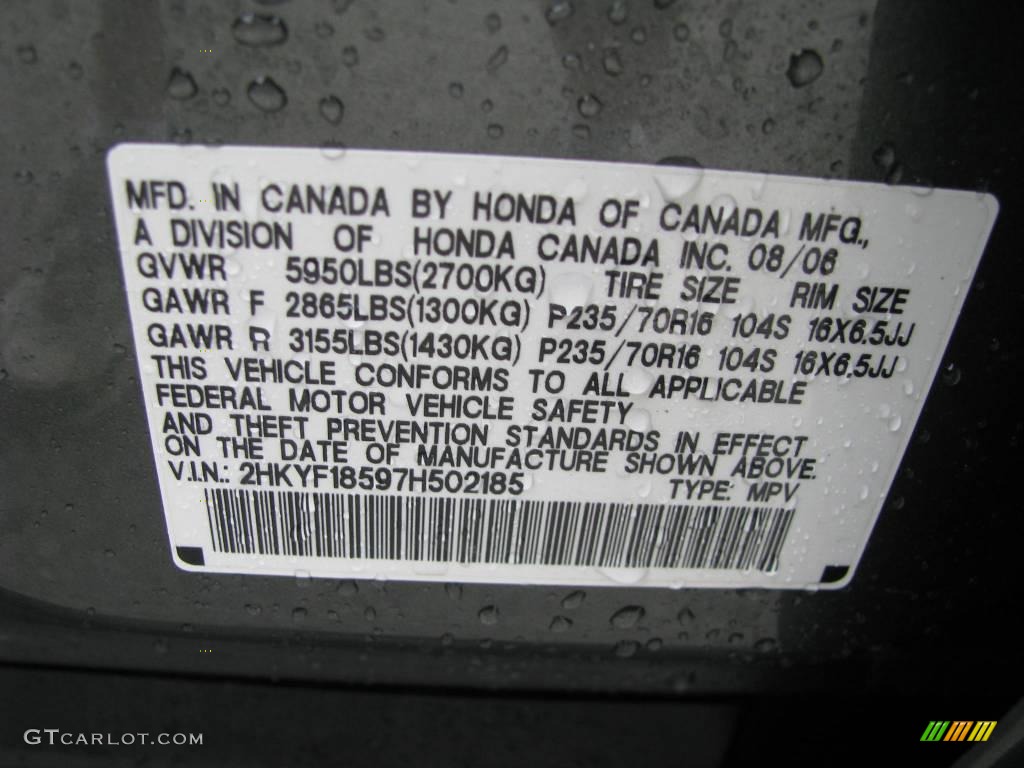 MFD. IN CANADA BY HONDA OF CANADA MFG.,
A DIVISION OF HONDA CANADA INC. 08/06
GVWR 5950LBS(2700KG) TIRE SIZE RIM SIZE
GAWR F 2865LBS(1300KG) P235/70R16 104S 16X6.5JJ
GAWR R 3155LBS(1430KG) P235/70R16 104S 16X6.5JJ
THIS VEHICLE CONFORMS TO ALL APPLICABLE
FEDERAL MOTOR VEHICLE SAFETY
AND THEFT PREVENTION STANDARDS IN EFFECT
ON THE DATE OF MANUFACTURE SHOWN ABOVE.
V.I.N.: 2HKYF18597H502185 TYPE: MPV
GTCARLOT.COM